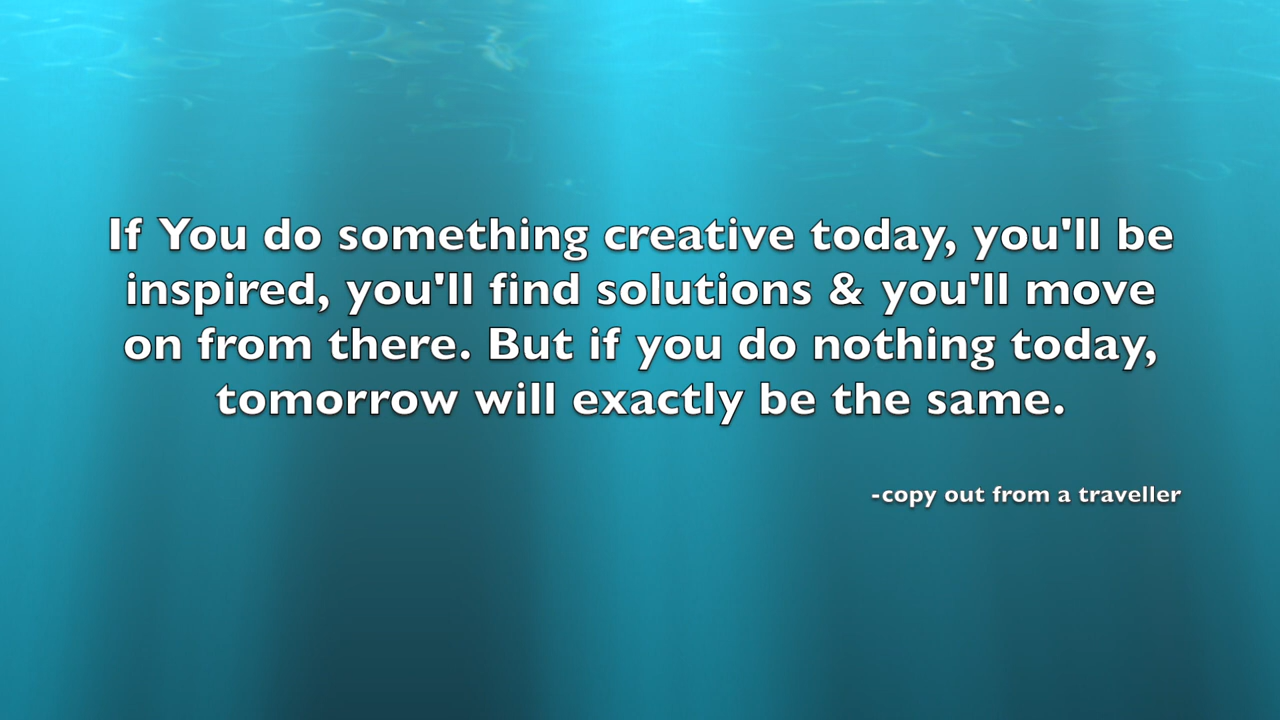 If You do something creative today, you'll be
inspired, you'll find solutions & you'll move
on from there. But if you do nothing today,
tomorrow will exactly be the same.
-copy out from a traveller